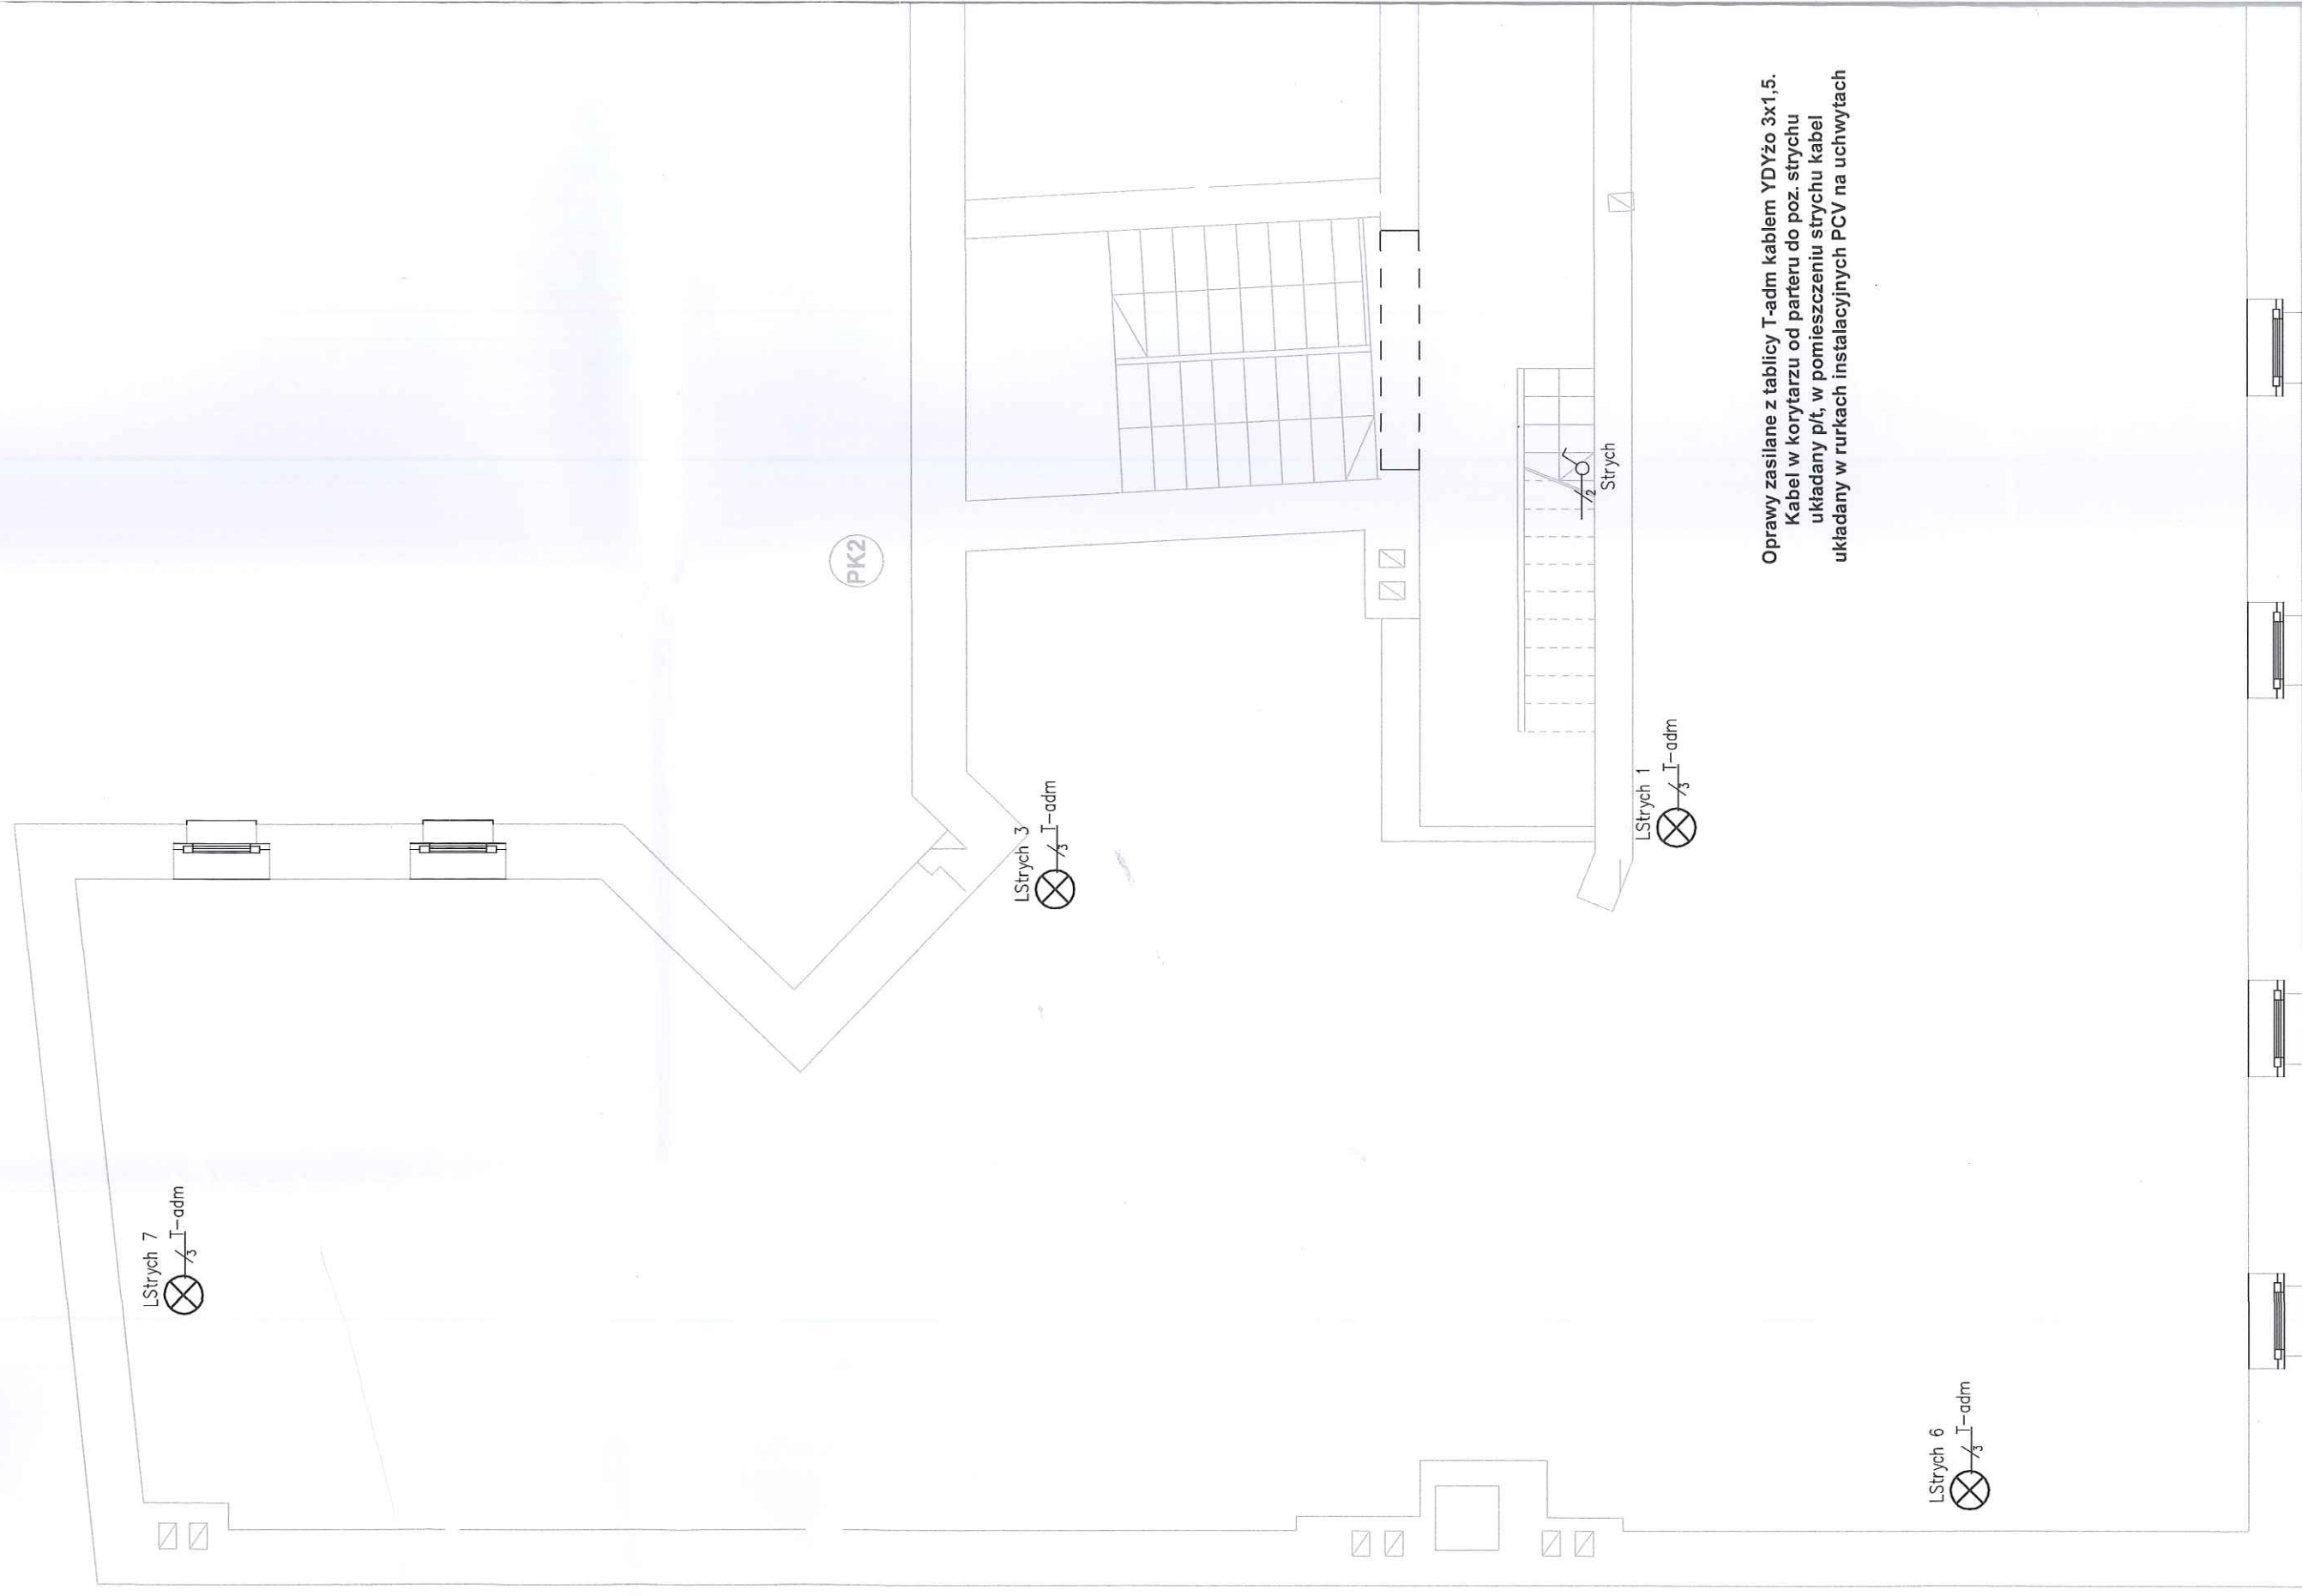 PK2
LStrych 7
3 T-adm
LStrych 3
3 T-adm
2
Strych
LStrych 1
3 T-adm
LStrych 6
3 T-adm
Oprawy zasilane z tablicy T-adm kablem YDYżo 3x1,5.
Kabel w korytarzu od parteru do poz. strychu
układany p/t, w pomieszczeniu strychu kabel
układany w rurkach instalacyjnych PCV na uchwytach